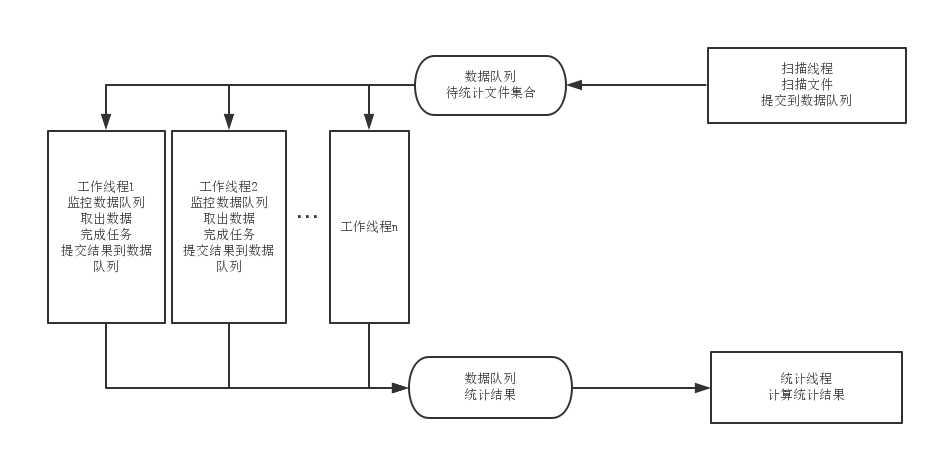 数据队列
待统计文件集合
扫描线程
扫描文件
提交到数据队列
工作线程1
监控数据队列
取出数据
完成任务
提交结果到数据
队列
工作线程2
监控数据队列
取出数据
完成任务
提交结果到数据
队列
...
工作线程n
数据队列
统计结果
统计线程
计算统计结果